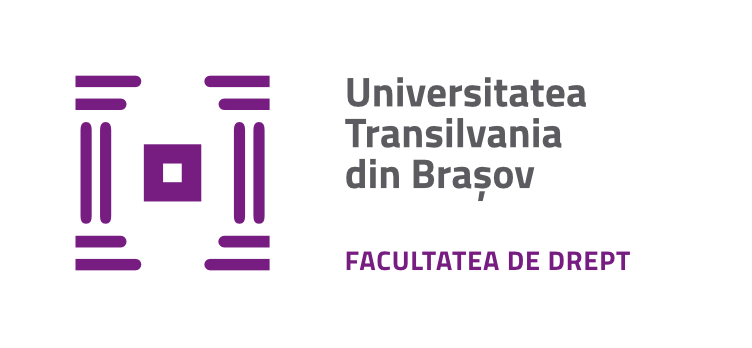 Universitatea
Transilvania
din Brașov
FACULTATEA DE DREPT